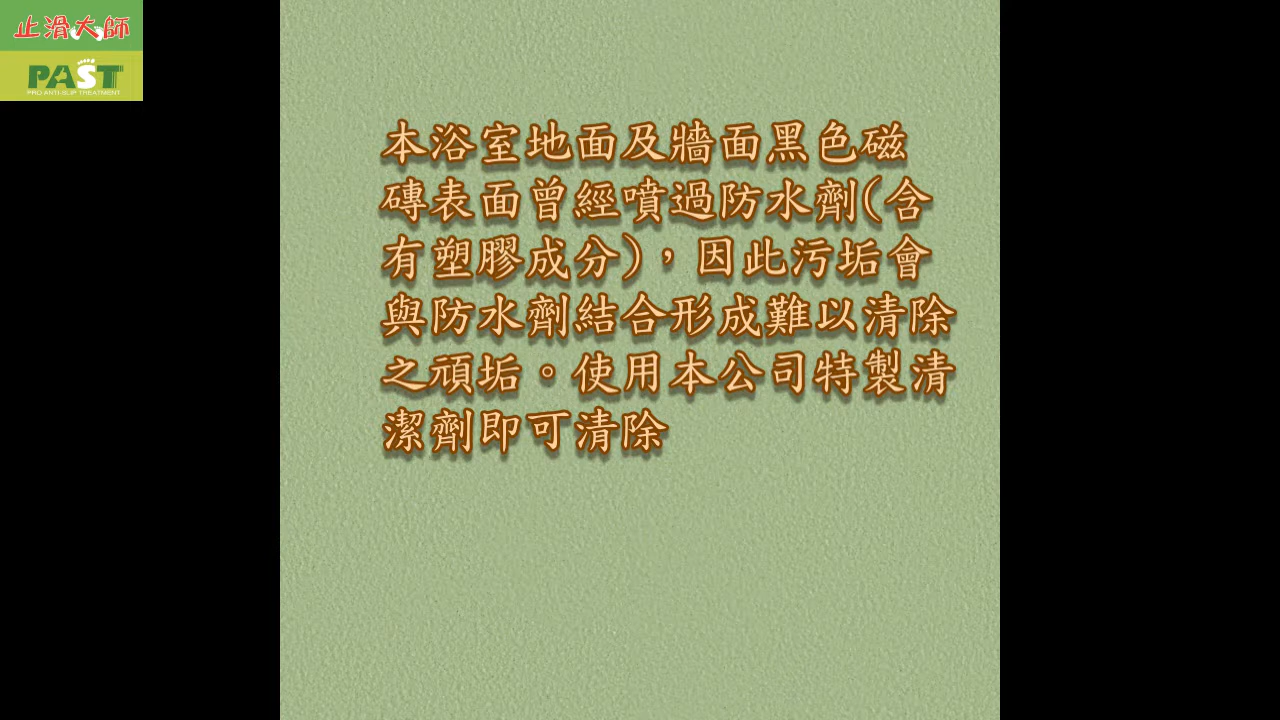 止滑大師
PAST
PRO ANTI-SLIP TREATMENT
本浴室地面及牆面黑色磁
磚表面曾經噴過防水劑(含
有塑膠成分)，因此污垢會
與防水劑結合形成難以清除
之頑垢。使用本公司特製清
潔劑即可清除